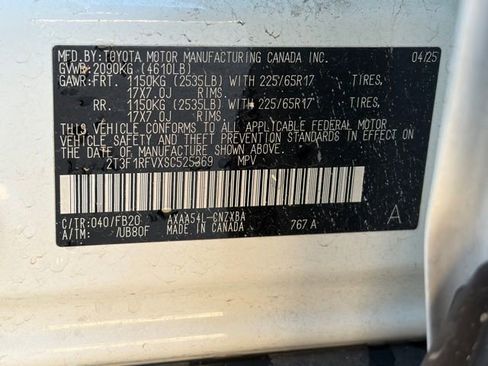 MFD.BY:TOYOTA MOTOR MANUFACTURING CANADA INC. 04/25
GVWR:2090KG (4610LB)
GAWR:FRT. 1150KG (2535LB) WITH 225/65R17 TIRES,
17X7.0J RIMS,
RR. 1150KG (2535LB) WITH 225/65R17 TIRES,
17X7.0J RIMS.
THIS VEHICLE CONFORMS TO ALL APPLICABLE FEDERAL MOTOR
VEHICLE SAFETY AND THEFT PREVENTION STANDARDS IN EFFECT
ON THE DATE OF MANUFACTURE SHOWN ABOVE.
2T3F1RFVXSC525369 MPV
C/TR:040/FB20 AXAA54L-CNZXBA A
A/TM: /UB80F MADE IN CANADA 767A